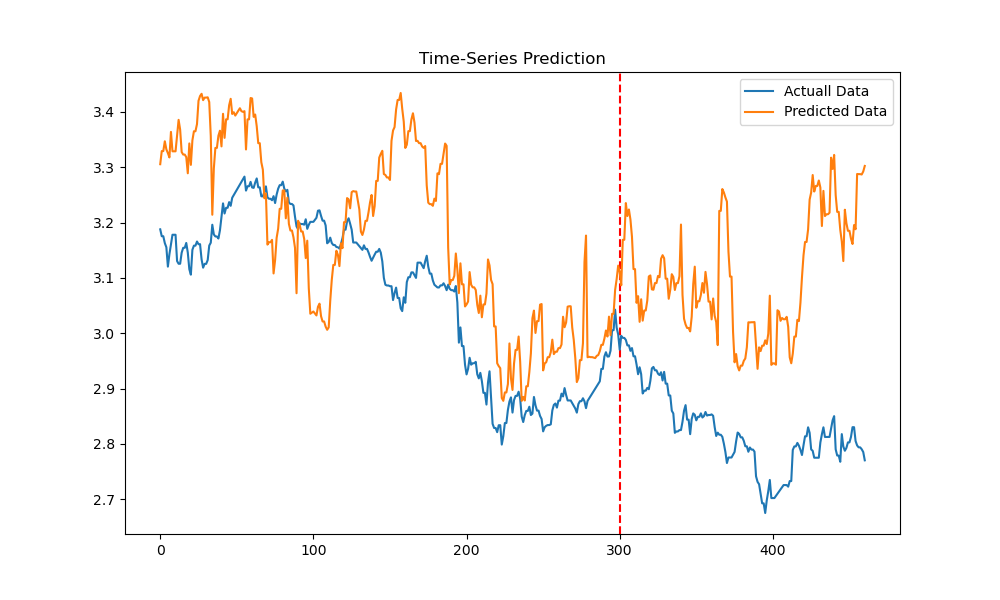 Time-Series Prediction
Actuall Data
Predicted Data
3.4
3.3
3.2
3.1
3.0
2.9
2.8
2.7
0 100 200 300 400